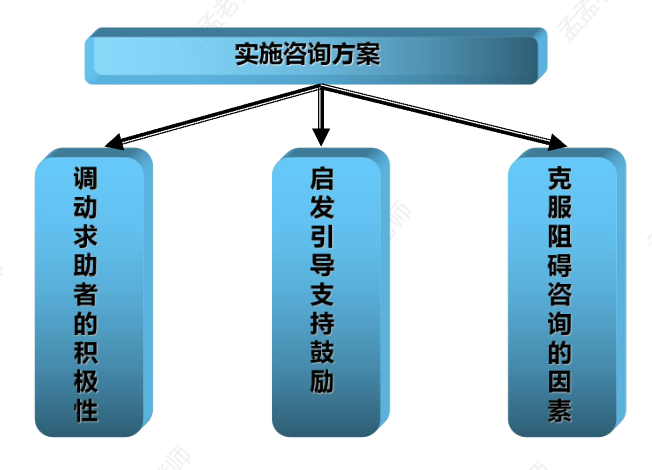 实施咨询方案
调动求助者的积极性
启发引导支持鼓励
克服阻碍咨询的因素